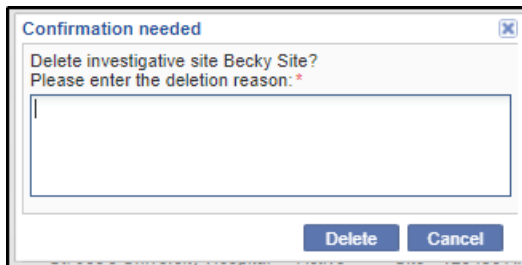 Confirmation needed
Delete investigative site Becky Site?
Please enter the deletion reason: *
Delete Cancel